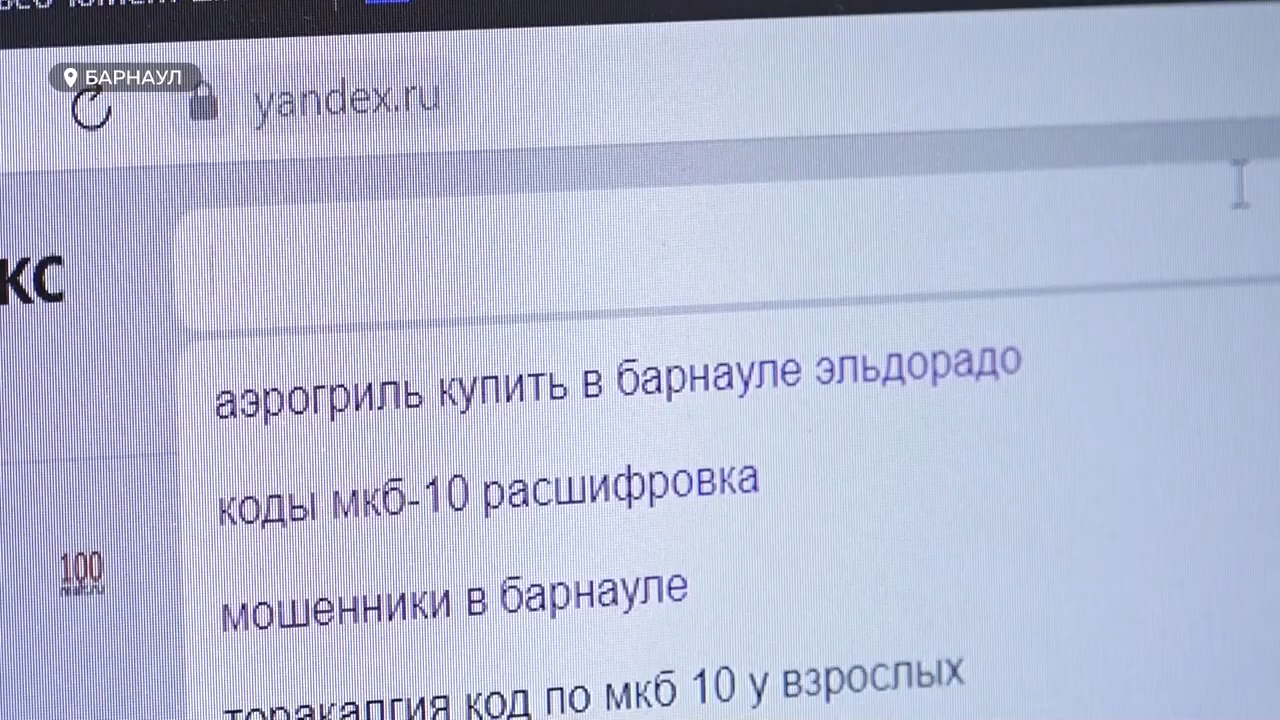 БАРНАУЛ
yandex.ru
кс
аэрогриль купить в барнауле эльдорадо
коды мкб-10 расшифровка
100
мошенники в барнауле
торакалгия код по мкб 10 у взрослых